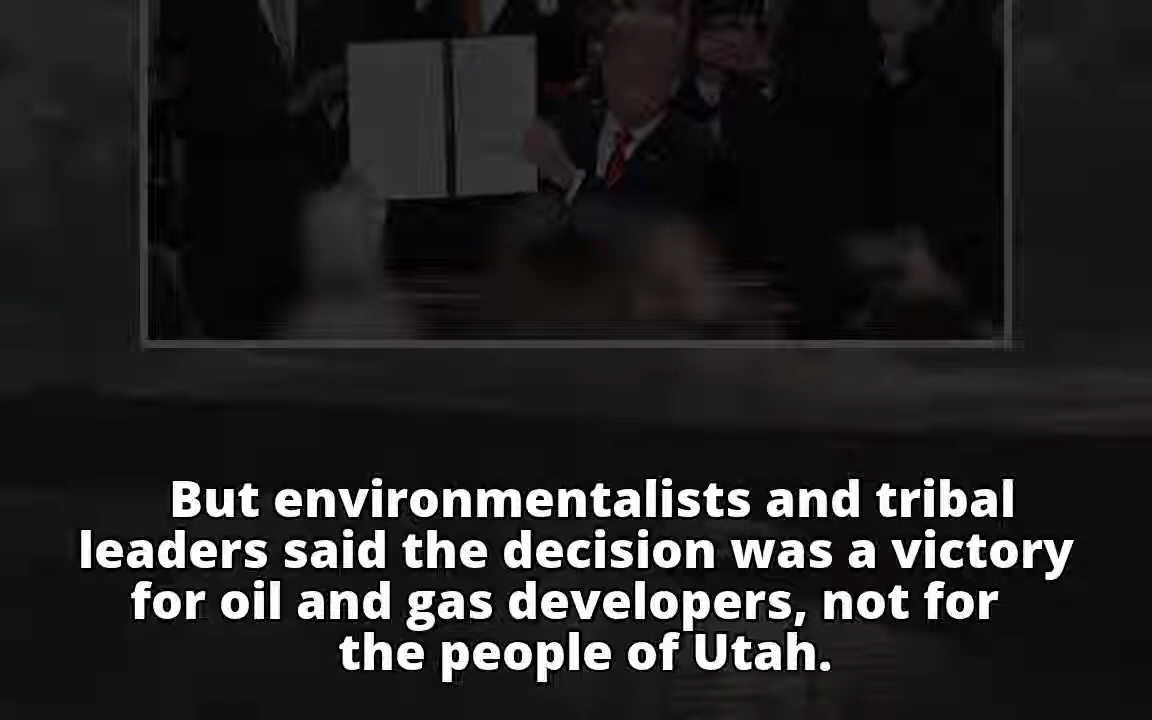 But environmentalists and tribal
leaders said the decision was a victory
for oil and gas developers, not for
the people of Utah.